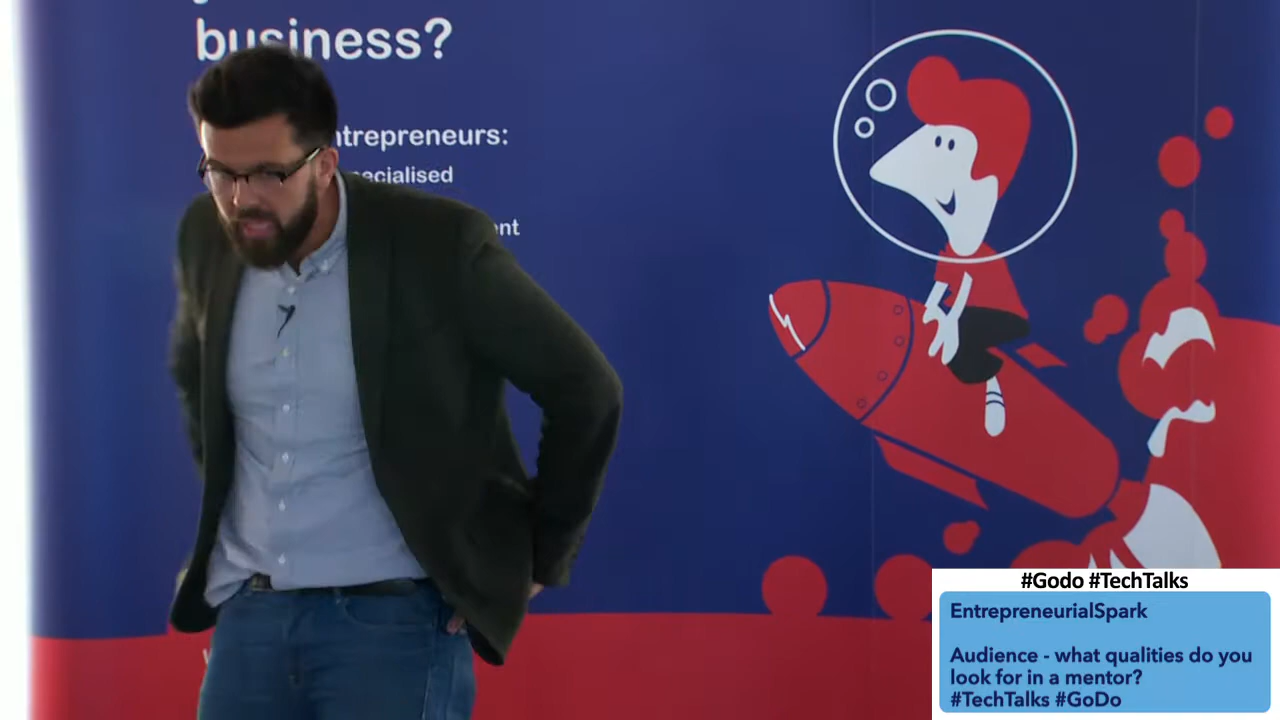 business?
ntrepreneurs:
ecialised
nt
#Godo #TechTalks
EntrepreneurialSpark
Audience - what qualities do you
look for in a mentor?
#TechTalks #GoDo